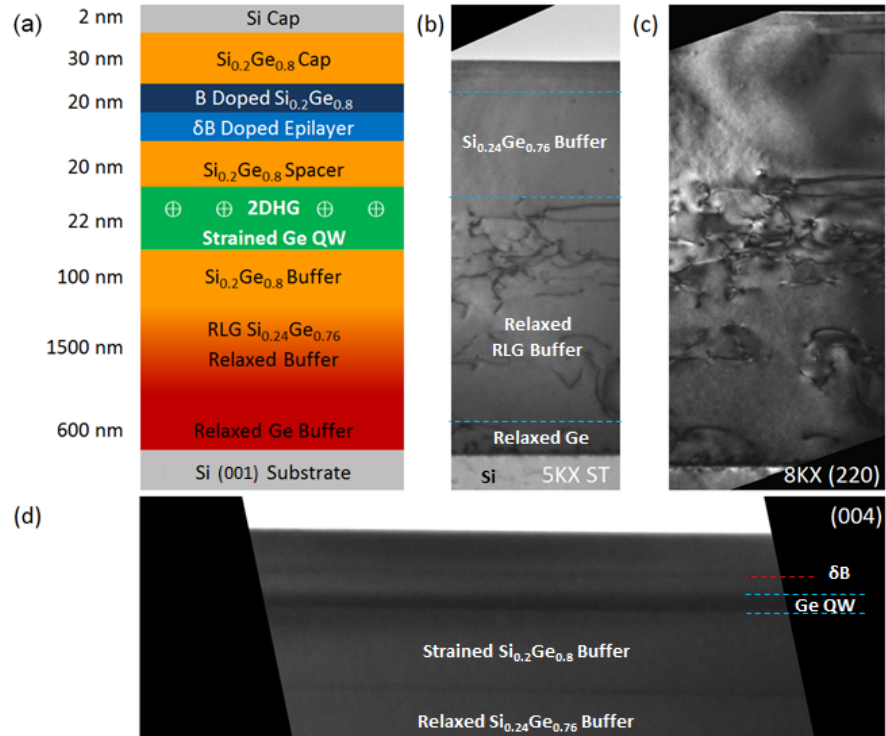 (a)
2 nm
Si Cap
30 nm
Si0.2Ge0.8 Cap
20 nm
B Doped Si0.2Ge0.8
δB Doped Epilayer
20 nm
Si0.2Ge0.8 Spacer
22 nm
⊕ ⊕ 2DHG ⊕ ⊕
Strained Ge QW
100 nm
Si0.2Ge0.8 Buffer
1500 nm
RLG Si0.24Ge0.76
Relaxed Buffer
600 nm
Relaxed Ge Buffer
Si (001) Substrate
(b)
Si0.24Ge0.76 Buffer
Relaxed
RLG Buffer
Relaxed Ge
Si
5KX ST
(c)
8KX (220)
(d)
(004)
δB
Ge QW
Strained Si0.2Ge0.8 Buffer
Relaxed Si0.24Ge0.76 Buffer